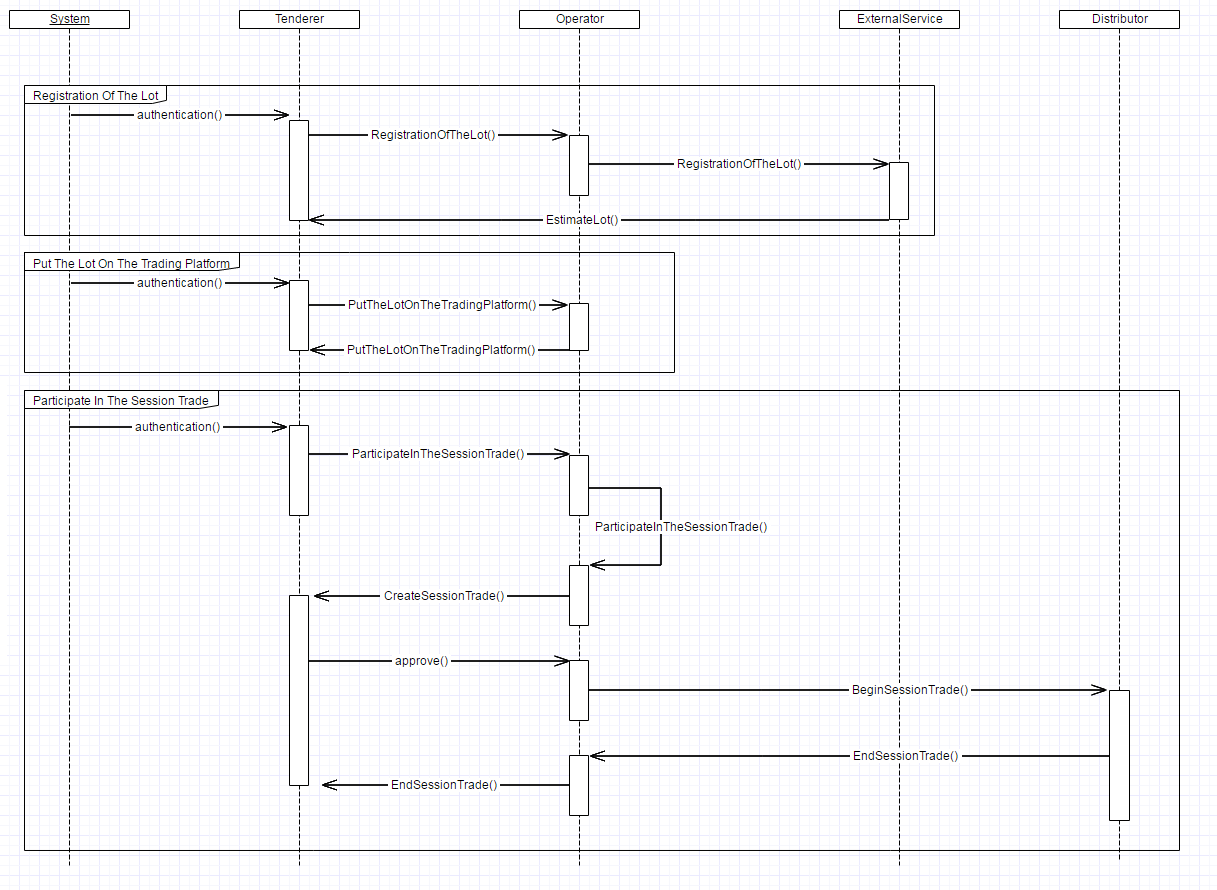 System
Tenderer
Operator
ExternalService
Distributor
Registration Of The Lot
authentication()
RegistrationOfTheLot()
RegistrationOfTheLot()
EstimateLot()
Put The Lot On The Trading Platform
authentication()
PutTheLotOnTheTradingPlatform()
PutTheLotOnTheTradingPlatform()
Participate In The Session Trade
authentication()
ParticipateInTheSessionTrade()
ParticipateInTheSessionTrade()
CreateSessionTrade()
approve()
BeginSessionTrade()
EndSessionTrade()
EndSessionTrade()